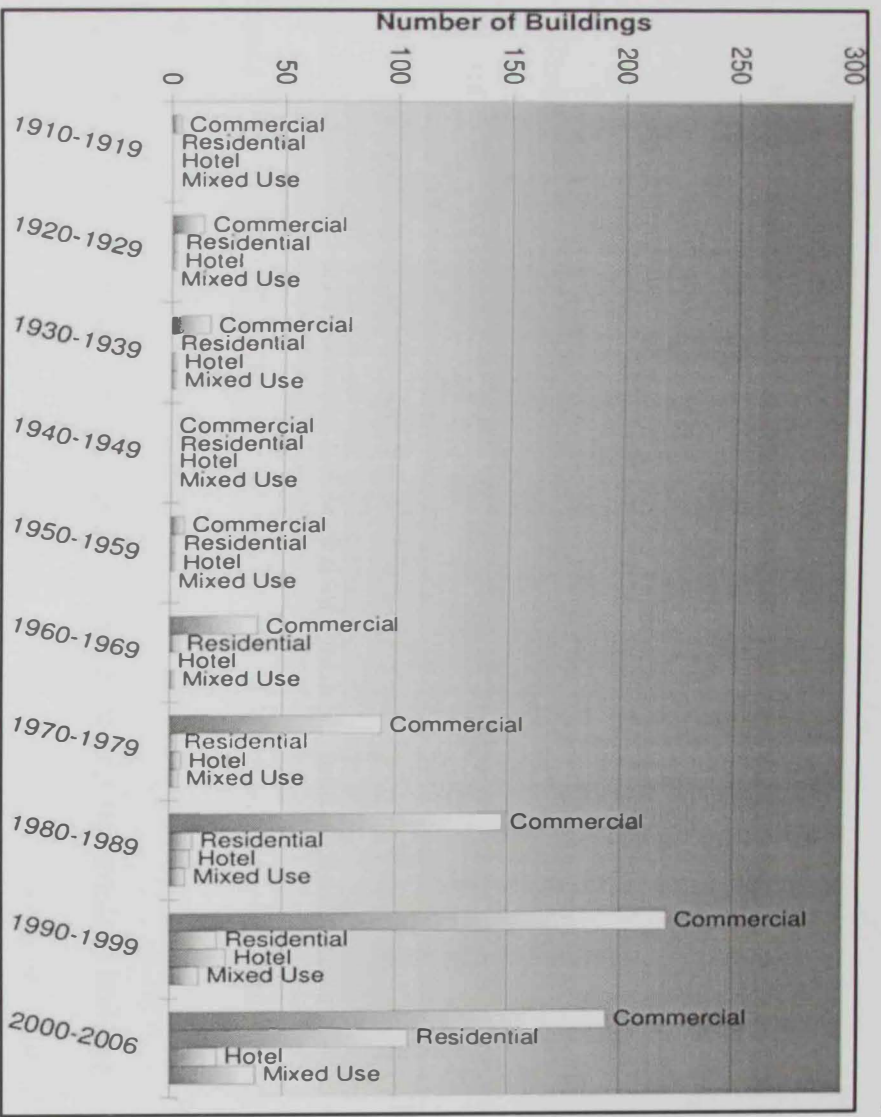 Number of Buildings
0 50 100 150 200 250 300
1910-1919
Commercial
Residential
Hotel
Mixed Use
1920-1929
Commercial
Residential
Hotel
Mixed Use
1930-1939
Commercial
Residential
Hotel
Mixed Use
1940-1949
Commercial
Residential
Hotel
Mixed Use
1950-1959
Commercial
Residential
Hotel
Mixed Use
1960-1969
Commercial
Residential
Hotel
Mixed Use
1970-1979
Commercial
Residential
Hotel
Mixed Use
1980-1989
Commercial
Residential
Hotel
Mixed Use
1990-1999
Commercial
Residential
Hotel
Mixed Use
2000-2006
Commercial
Residential
Hotel
Mixed Use